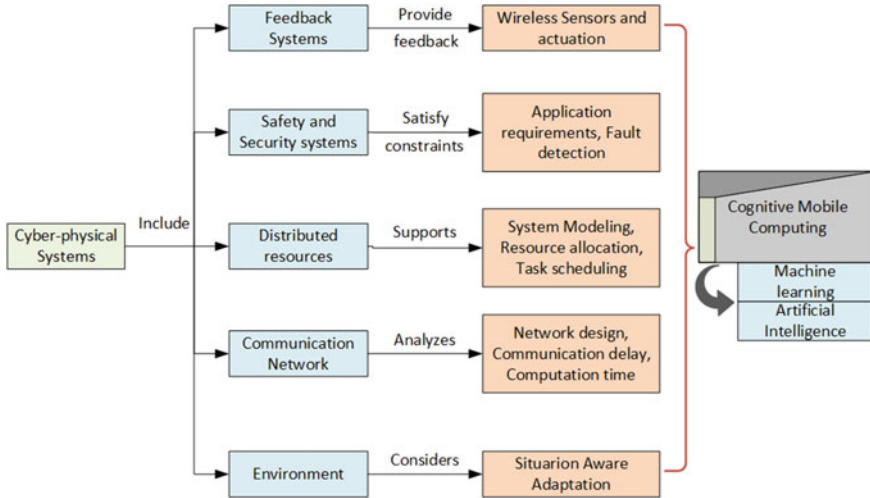 Feedback
Systems
Provide
feedback
Wireless Sensors and
actuation
Safety and
Security systems
Satisfy
constraints
Application
requirements, Fault
detection
Cyber-physical
Systems
Include
Distributed
resources
Supports
System Modeling,
Resource allocation,
Task scheduling
Communication
Network
Analyzes
Network design,
Communication delay,
Computation time
Environment
Considers
Situarion Aware
Adaptation
Cognitive Mobile
Computing
Machine
learning
Artificial
Intelligence